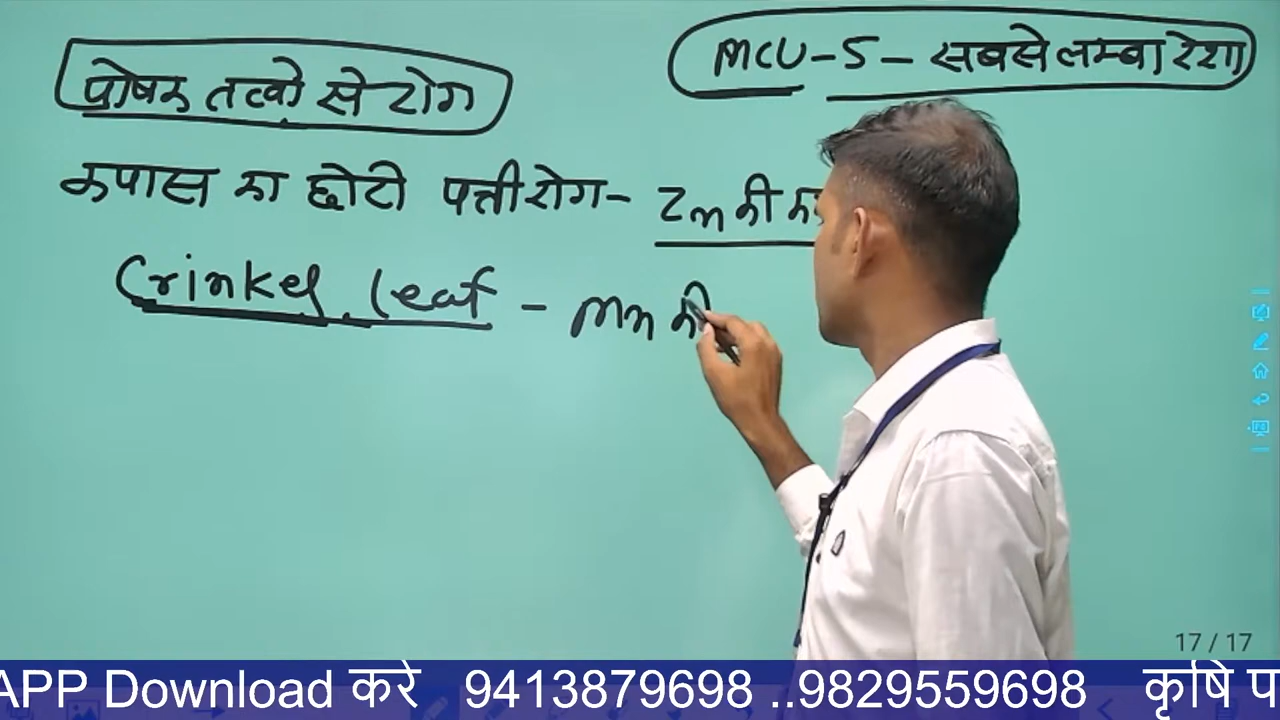 MCU-5 - सबसे लम्बा रेशा
पोषक तत्वो से रोग
कपास का छोटी पत्ती रोग - Zn की
Crinkel leaf - Mn की
17 / 17
APP Download करे 9413879698 ..9829559698 कृषि प